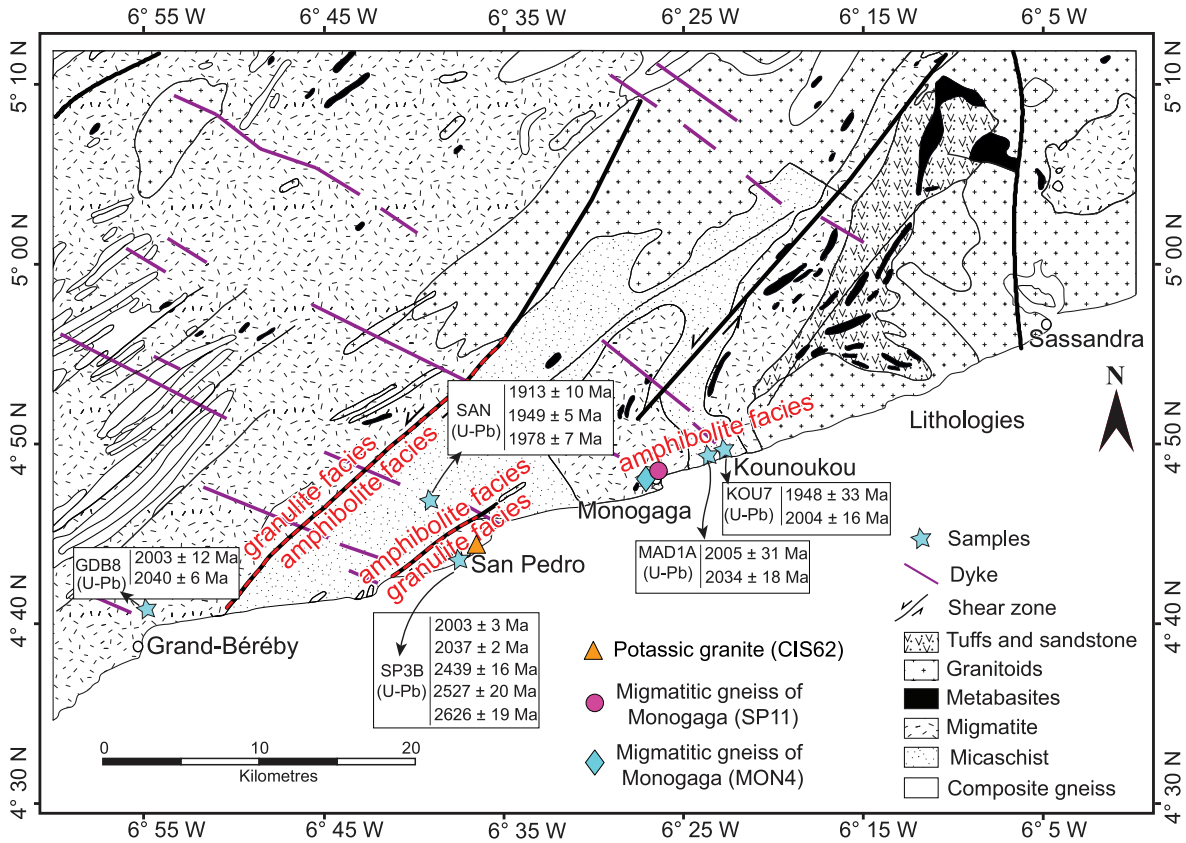 6° 55 W
6° 45 W
6° 35 W
6° 25 W
6° 15 W
6° 5 W
5° 10 N
5° 10 N
5° 00 N
5° 00 N
Sassandra
N
SAN
(U-Pb)
1913 ± 10 Ma
1949 ± 5 Ma
1978 ± 7 Ma
4° 50 N
4° 50 N
Lithologies
granulite facies
amphibolite facies
amphibolite facies
granulite facies
amphibolite facies
Kounoukou
KOU7
(U-Pb)
1948 ± 33 Ma
2004 ± 16 Ma
Monogaga
MAD1A
(U-Pb)
2005 ± 31 Ma
2034 ± 18 Ma
San Pedro
GDB8
(U-Pb)
2003 ± 12 Ma
2040 ± 6 Ma
Grand-Béréby
4° 40 N
4° 40 N
SP3B
(U-Pb)
2003 ± 3 Ma
2037 ± 2 Ma
2439 ± 16 Ma
2527 ± 20 Ma
2626 ± 19 Ma
Potassic granite (CIS62)
Migmatitic gneiss of
Monogaga (SP11)
Migmatitic gneiss of
Monogaga (MON4)
Samples
Dyke
Shear zone
Tuffs and sandstone
Granitoids
Metabasites
Migmatite
Micaschist
Composite gneiss
0
10
20
Kilometres
4° 30 N
4° 30 N
6° 55 W
6° 45 W
6° 35 W
6° 25 W
6° 15 W
6° 5 W